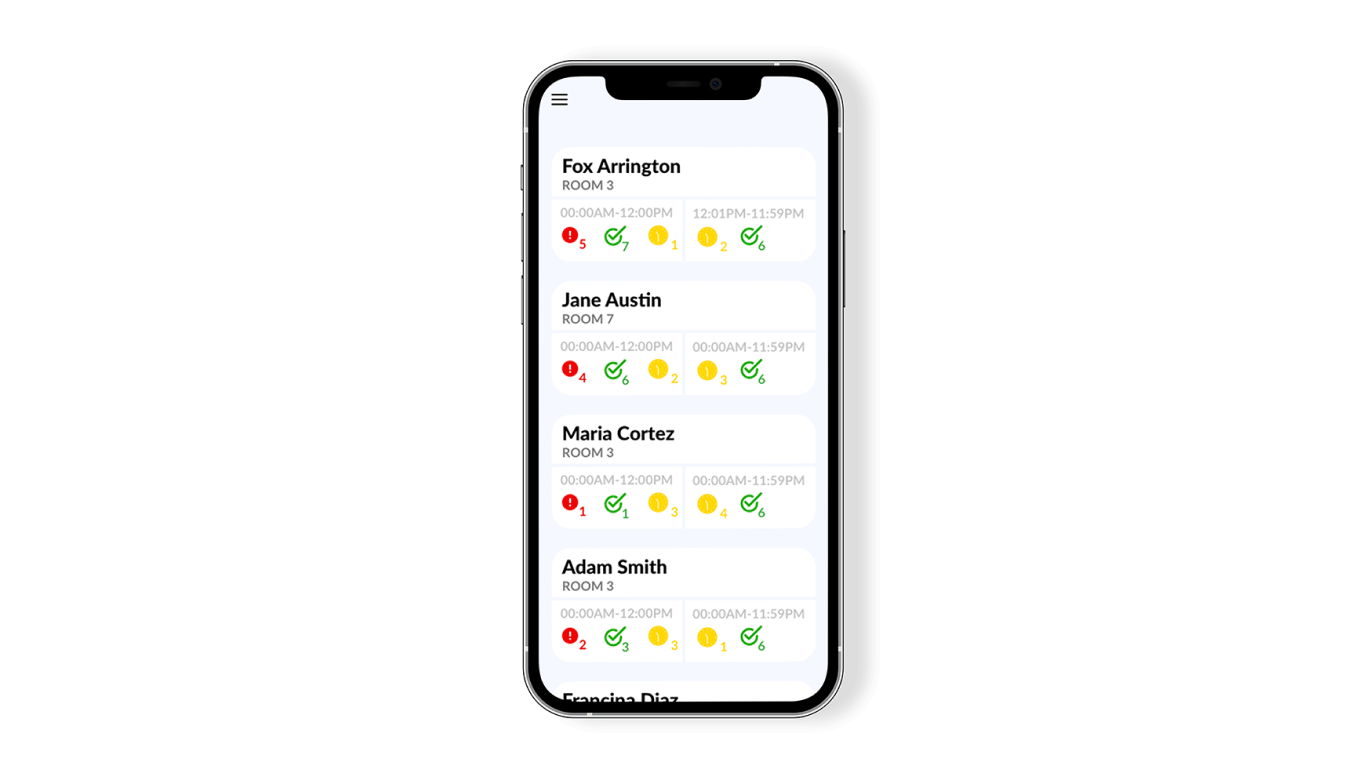 Fox Arrington
ROOM 3
00:00AM-12:00PM 12:01PM-11:59PM
5 7 1 2 6
Jane Austin
ROOM 7
00:00AM-12:00PM 00:00AM-11:59PM
4 6 2 3 6
Maria Cortez
ROOM 3
00:00AM-12:00PM 00:00AM-11:59PM
1 1 3 4 6
Adam Smith
ROOM 3
00:00AM-12:00PM 00:00AM-11:59PM
2 3 3 1 6
Francina Diaz